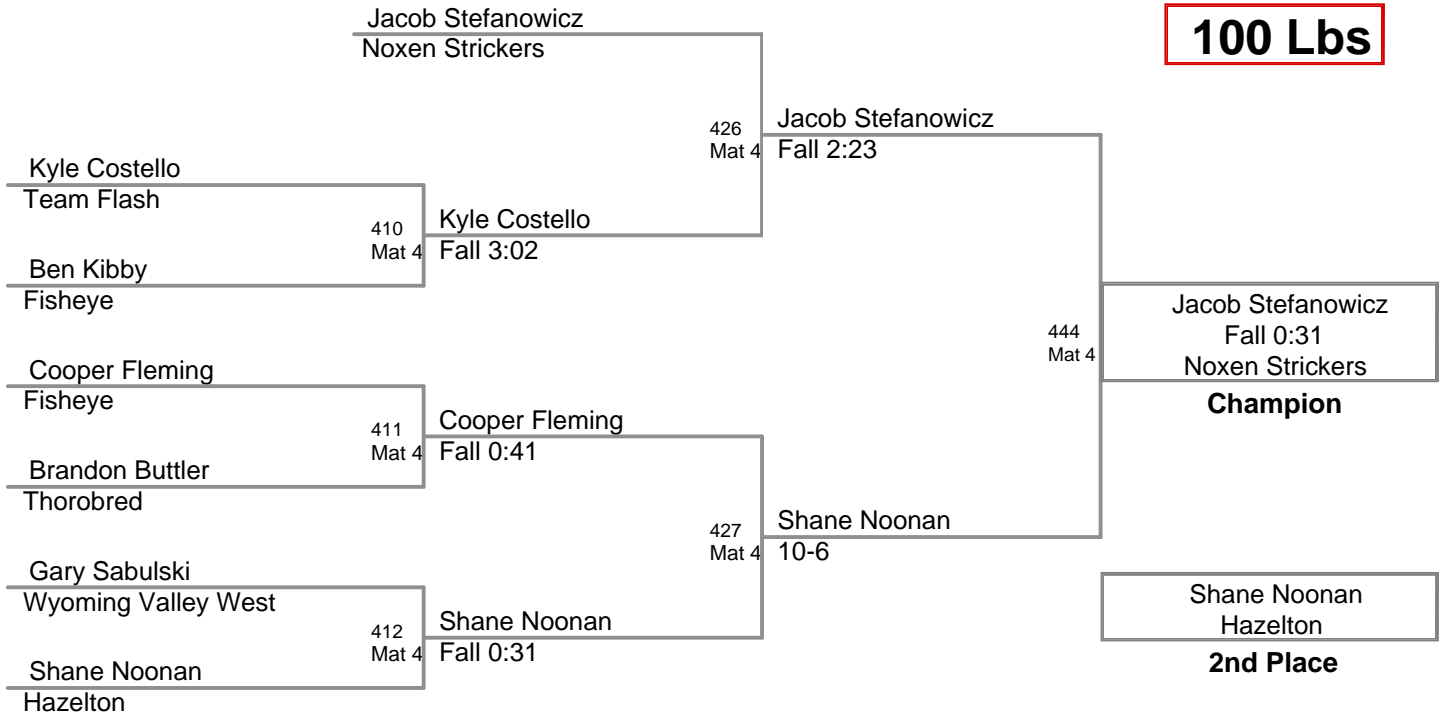 Jacob Stefanowicz
Noxen Strickers
100 Lbs
426
Mat 4
Jacob Stefanowicz
Fall 2:23
Kyle Costello
Team Flash
410
Mat 4
Kyle Costello
Fall 3:02
Ben Kibby
Fisheye
444
Mat 4
Jacob Stefanowicz
Fall 0:31
Noxen Strickers
Champion
Cooper Fleming
Fisheye
411
Mat 4
Cooper Fleming
Fall 0:41
Brandon Buttler
Thorobred
427
Mat 4
Shane Noonan
10-6
Gary Sabulski
Wyoming Valley West
412
Mat 4
Shane Noonan
Fall 0:31
Shane Noonan
Hazelton
Shane Noonan
Hazelton
2nd Place